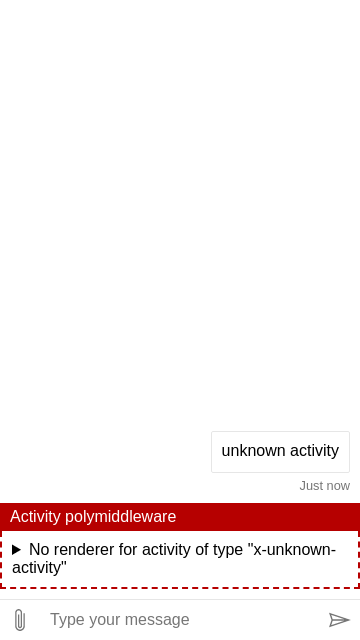 unknown activity
Just now
Activity polymiddleware
No renderer for activity of type "x-unknown-
activity"
Type your message